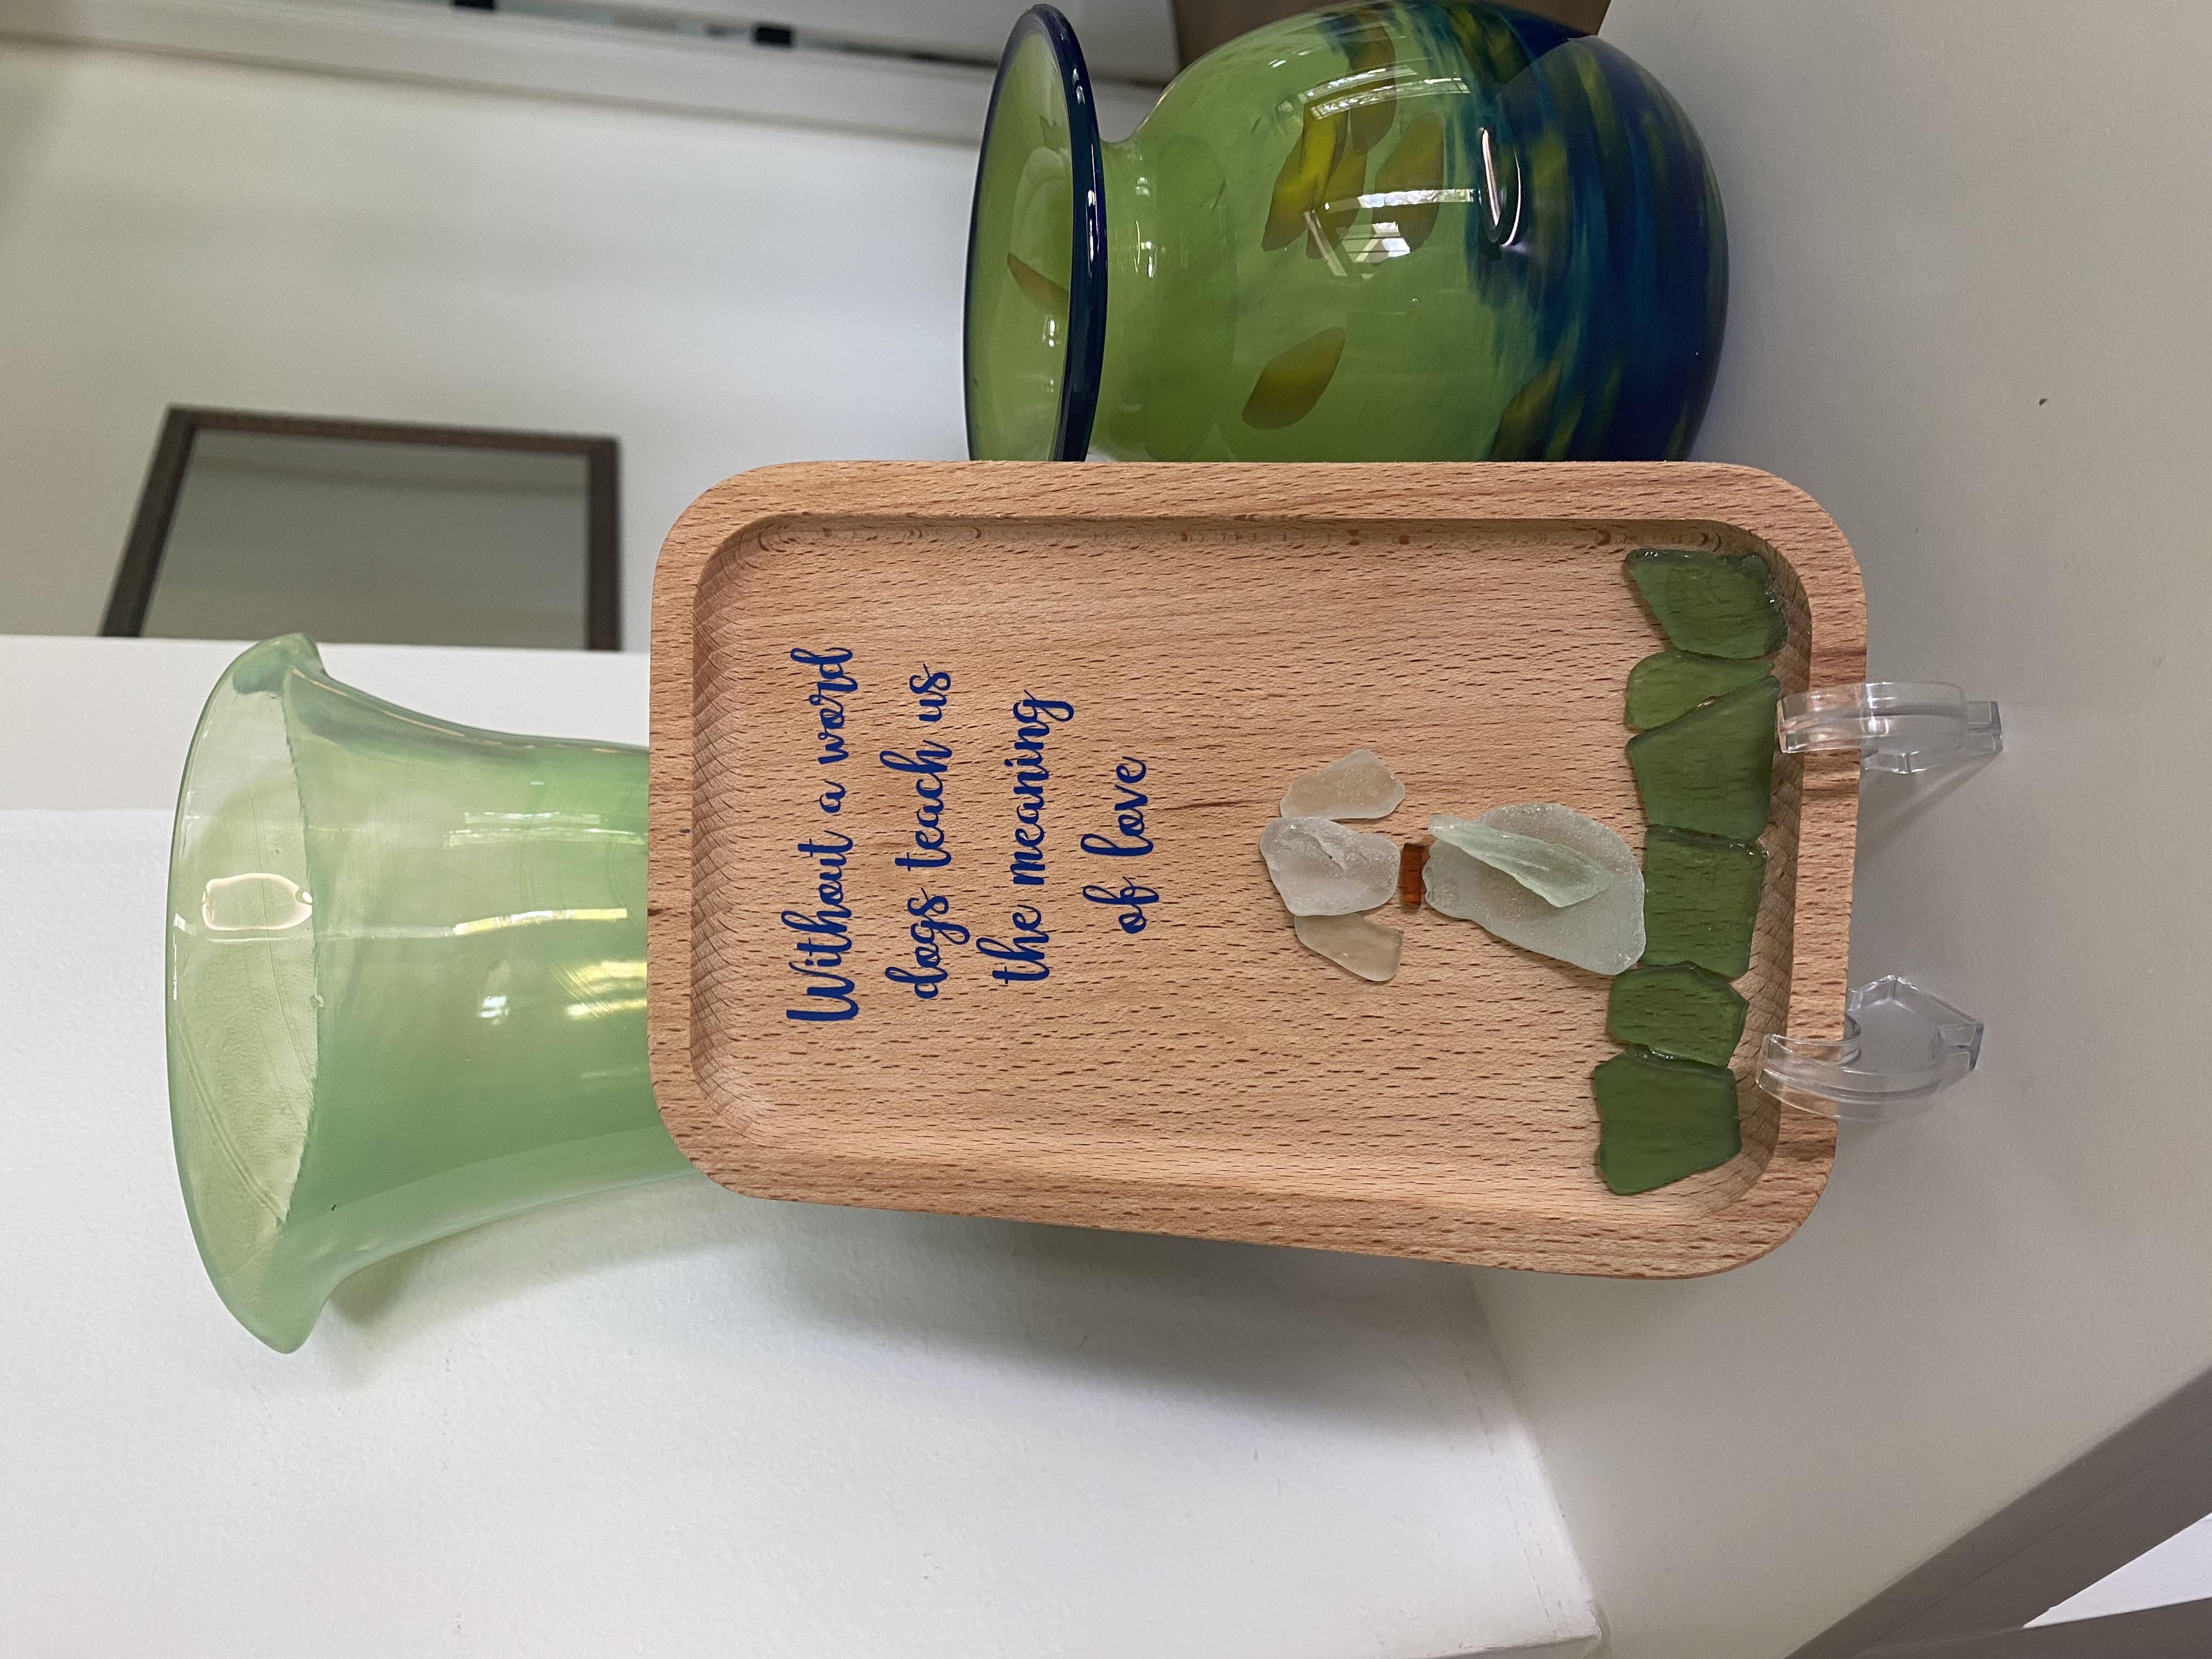 Without a word
dogs teach us
the meaning
of love